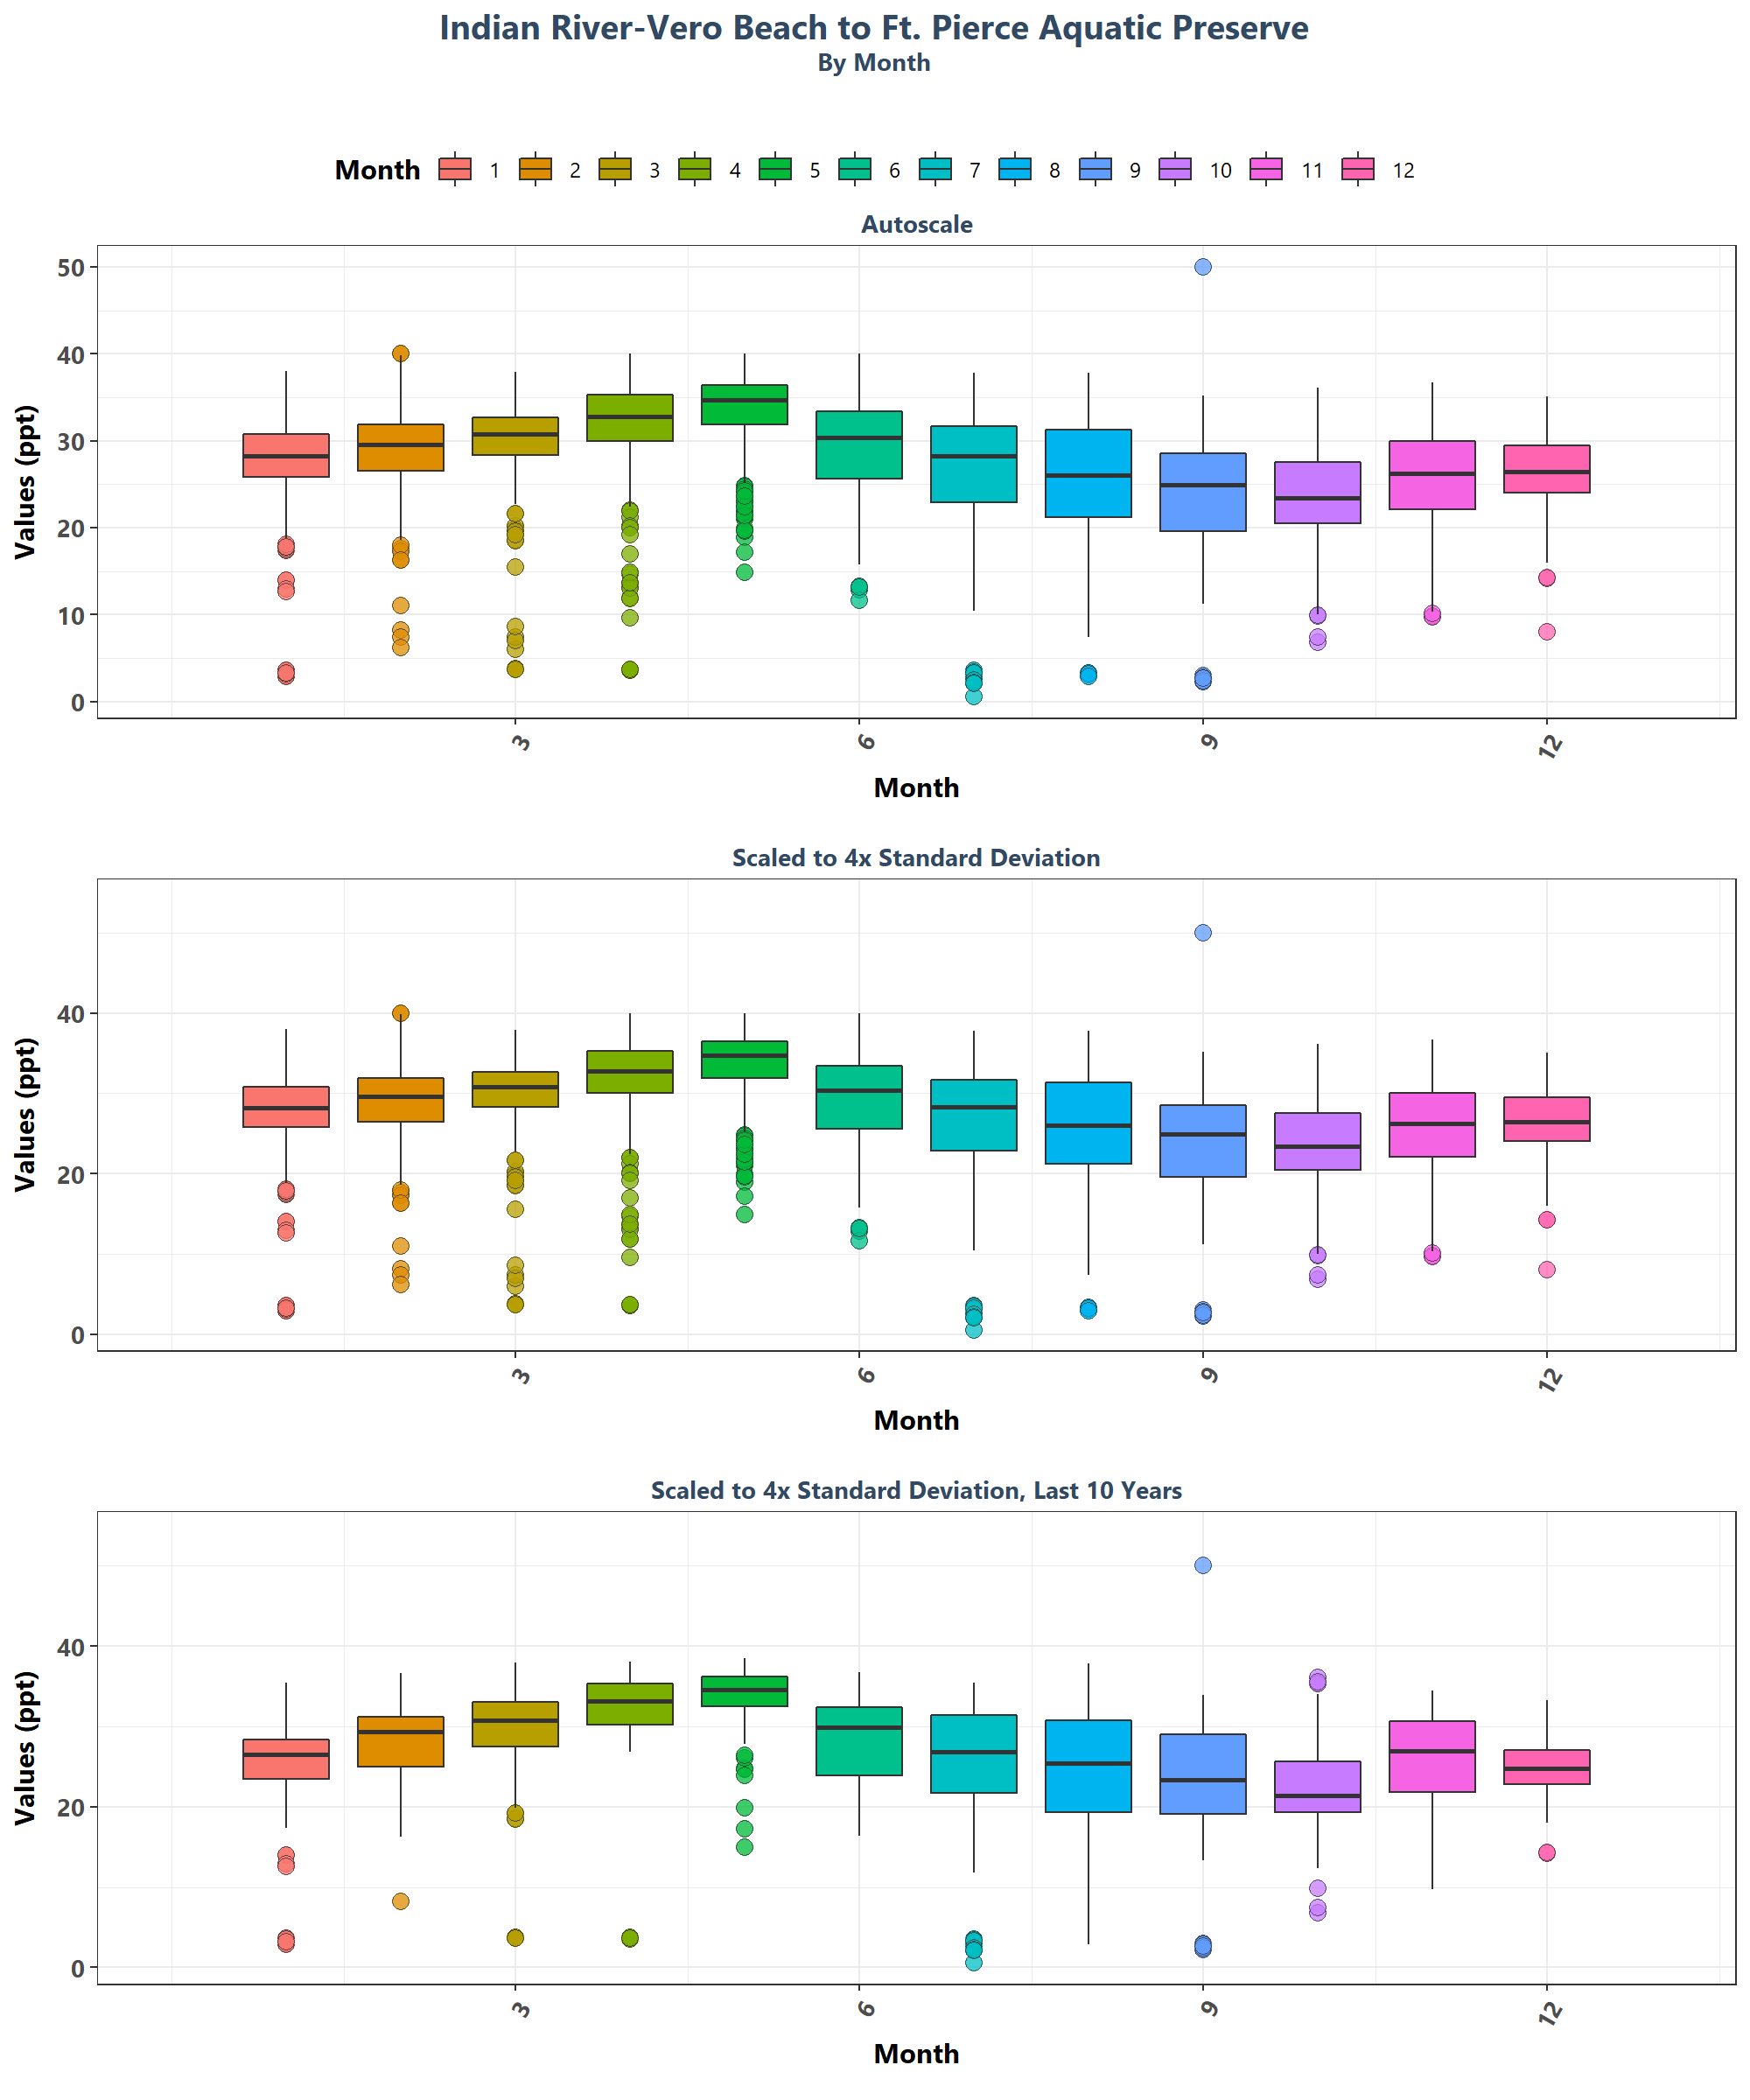 Indian River-Vero Beach to Ft. Pierce Aquatic Preserve
By Month
Month 1 2 3 4 5 6 7 8 9 10 11 12
Autoscale
Values (ppt)
50
40
30
20
10
0
3 6 9 12
Month
Scaled to 4x Standard Deviation
Values (ppt)
40
20
0
3 6 9 12
Month
Scaled to 4x Standard Deviation, Last 10 Years
Values (ppt)
40
20
0
3 6 9 12
Month